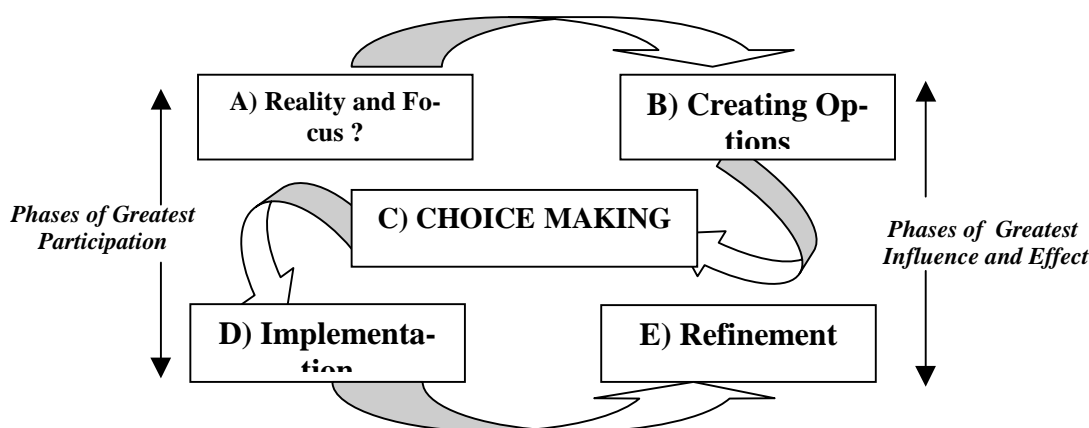 A) Reality and Fo-
cus ?
B) Creating Op-
tions
Phases of Greatest
Participation
C) CHOICE MAKING
Phases of  Greatest
Influence and Effect
D) Implementa-
tion
E) Refinement